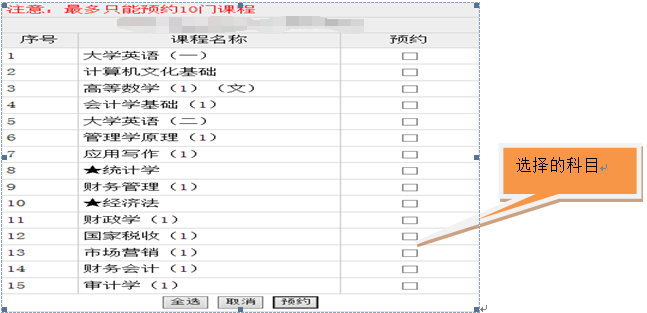 注意: 最多只能预约10门课程
序号 课程名称 预约
1 大学英语（一）
2 计算机文化基础
3 高等数学（1）（文）
4 会计学基础（1）
5 大学英语（二）
6 管理学原理（1）
7 应用写作（1）
8 ★统计学
9 财务管理（1）
10 ★经济法
11 财政学（1）
12 国家税收（1）
13 市场营销（1）
14 财务会计（1）
15 审计学（1）
全选 取消 预约
选择的科目